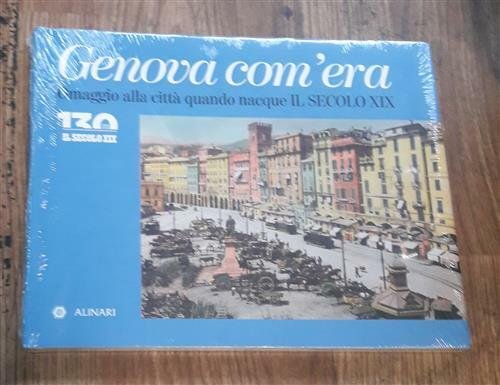 Genova com'era
Omaggio alla città quando nacque IL SECOLO XIX
130
IL SECOLO XIX
ALINARI